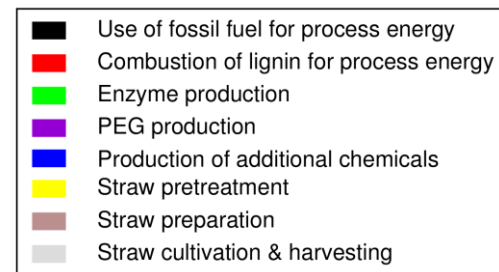 Use of fossil fuel for process energy
Combustion of lignin for process energy
Enzyme production
PEG production
Production of additional chemicals
Straw pretreatment
Straw preparation
Straw cultivation & harvesting